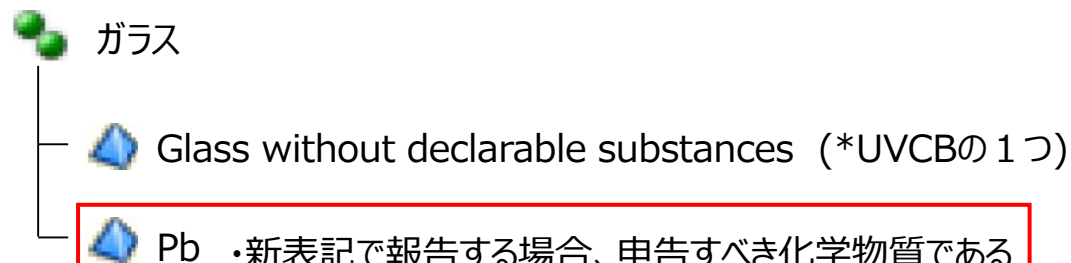 ガラス
Glass without declarable substances (*UVCBの１つ)
Pb ・新表記で報告する場合、申告すべき化学物質である